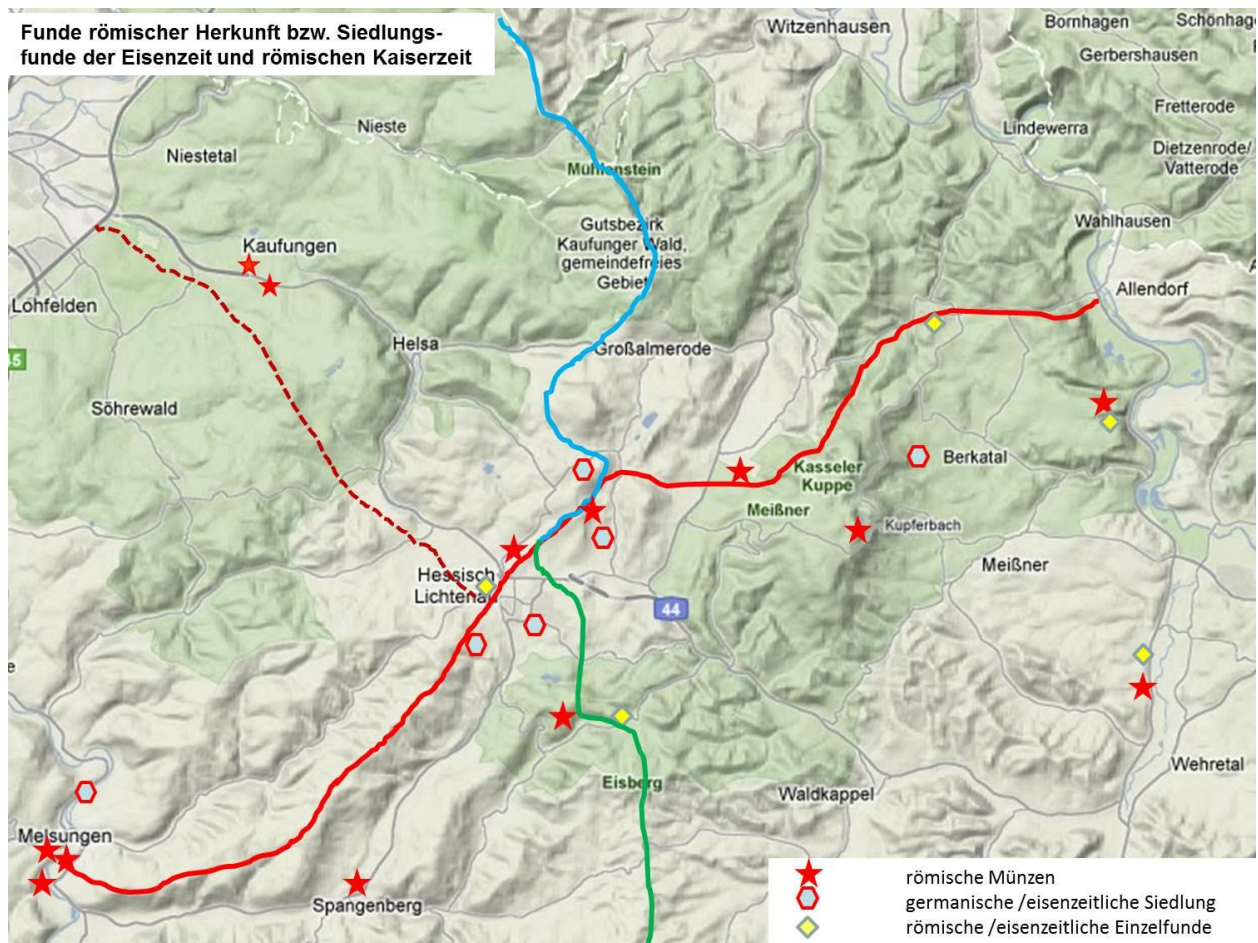 Funde römischer Herkunft bzw. Siedlungs-
funde der Eisenzeit und römischen Kaiserzeit
Witzenhausen
Bornhagen
Gerbershausen
Fretterode
Nieste
Niestetal
Lindewerra
Dietzenrode/
Vatterode
Mühlenstein
Gutsbezirk
Kaufunger Wald,
gemeindefreies
Gebiet
Wahlhausen
Kaufungen
Allendorf
Lohfelden
Helsa
Großalmerode
Söhrewald
Kasseler
Kuppe
Berkatal
Meißner
Kupferbach
Meißner
Hessisch
Lichtenau
44
Eisberg
Waldkappel
Wehretal
Melsungen
Spangenberg
römische Münzen
germanische /eisenzeitliche Siedlung
römische /eisenzeitliche Einzelfunde